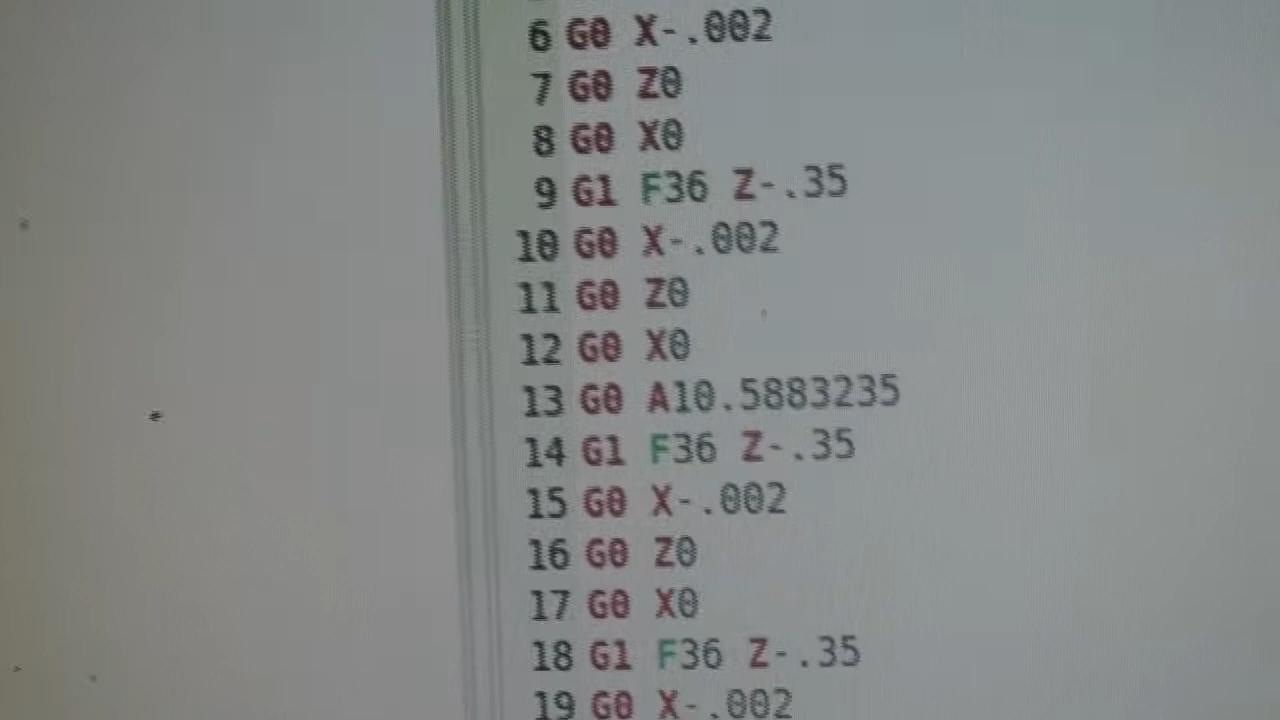 6 G0 X-.002
7 G0 Z0
8 G0 X0
9 G1 F36 Z-.35
10 G0 X-.002
11 G0 Z0
12 G0 X0
13 G0 A10.5883235
14 G1 F36 Z-.35
15 G0 X-.002
16 G0 Z0
17 G0 X0
18 G1 F36 Z-.35
19 G0 X-.002